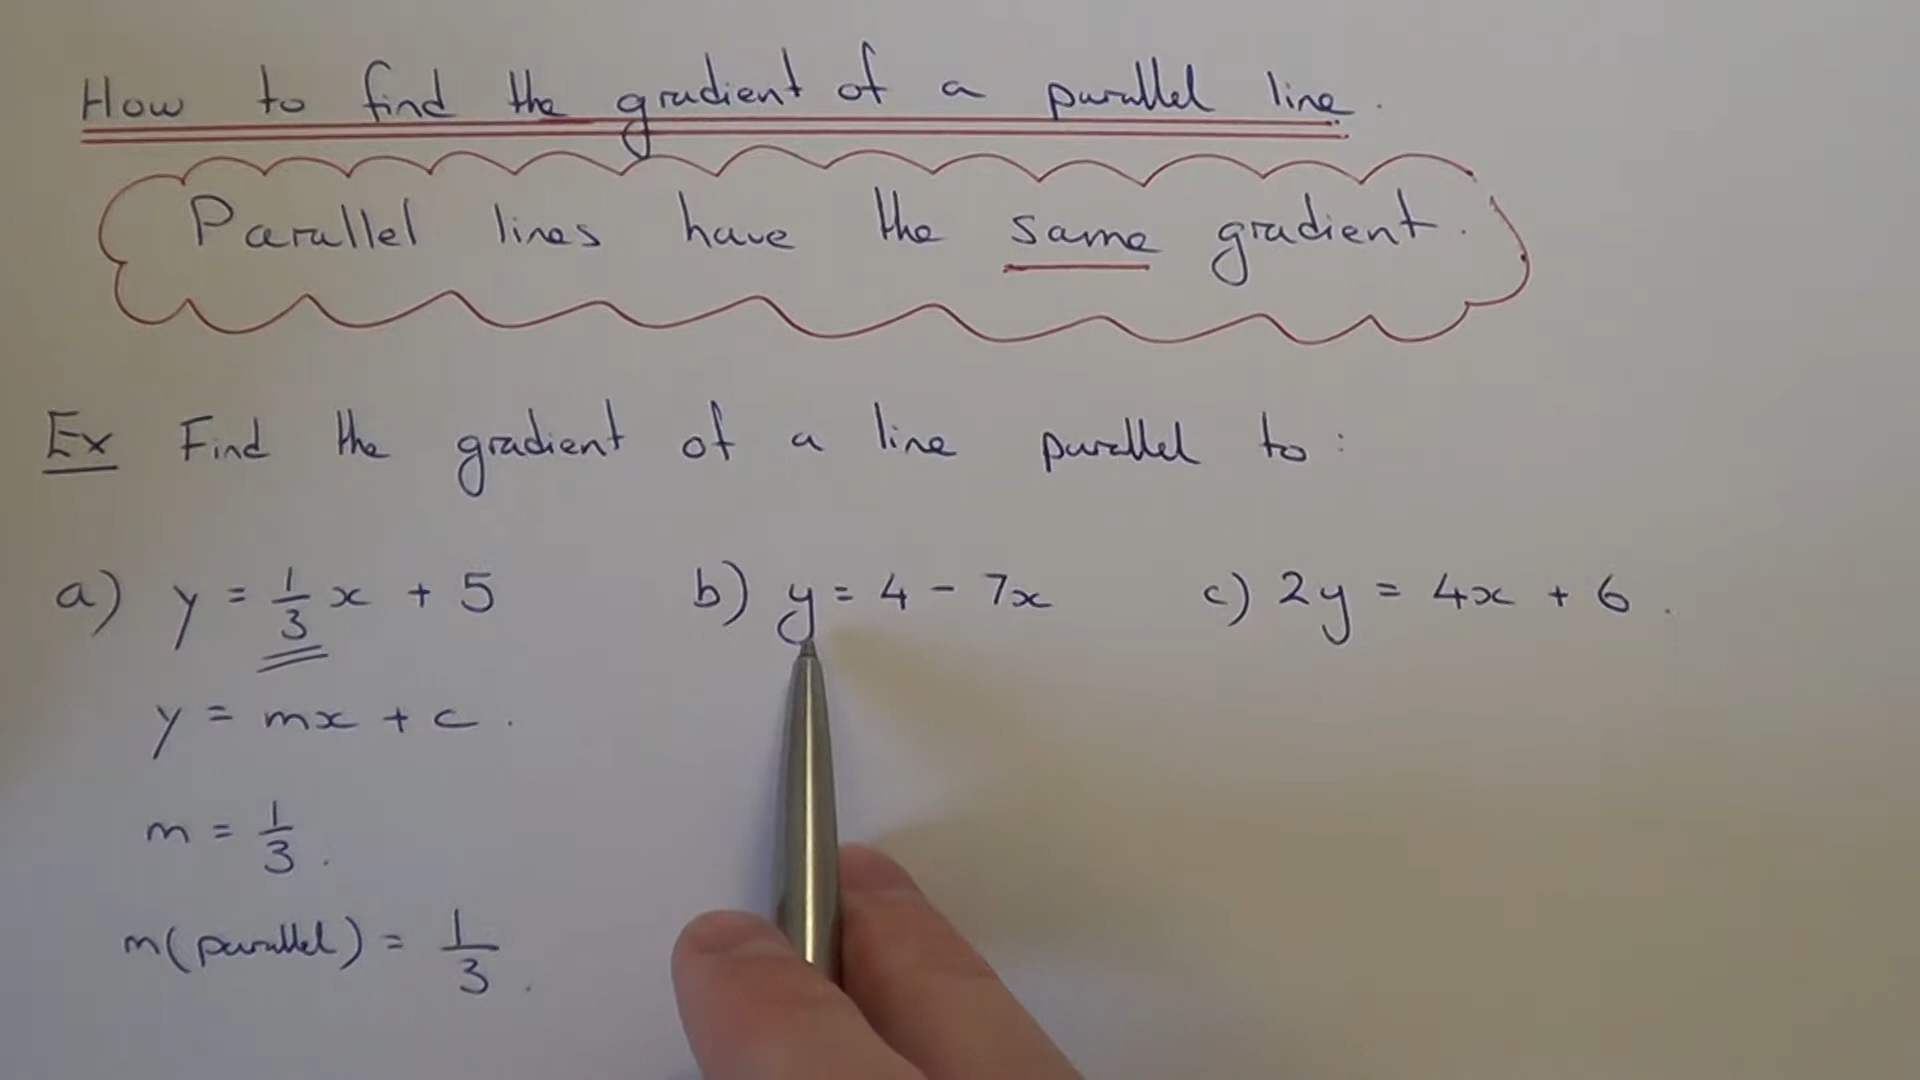 How to find the gradient of a parallel line.
Parallel lines have the same gradient.
Ex Find the gradient of a line parallel to:
a) y = 1/3 x + 5
y = mx + c.
m = 1/3.
m(parallel) = 1/3.
b) y = 4 - 7x
c) 2y = 4x + 6.